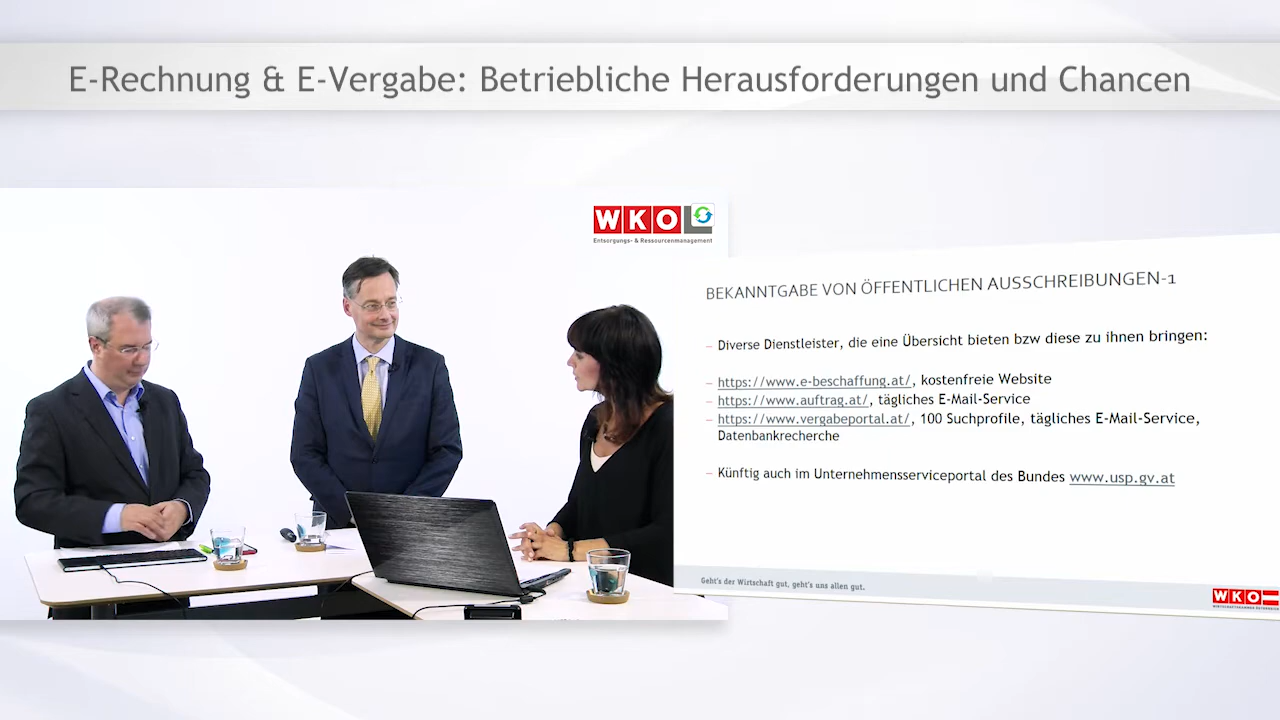 E-Rechnung & E-Vergabe: Betriebliche Herausforderungen und Chancen
WKO
Entsorgungs- & Ressourcenmanagement
BEKANNTGABE VON ÖFFENTLICHEN AUSSCHREIBUNGEN-1
– Diverse Dienstleister, die eine Übersicht bieten bzw diese zu ihnen bringen:
– https://www.e-beschaffung.at/, kostenfreie Website
– https://www.auftrag.at/, tägliches E-Mail-Service
– https://www.vergabeportal.at/, 100 Suchprofile, tägliches E-Mail-Service,
Datenbankrecherche
– Künftig auch im Unternehmensserviceportal des Bundes www.usp.gv.at
Geht's der Wirtschaft gut, geht's uns allen gut.
WKO
WIRTSCHAFTSKAMMER ÖSTERREICH